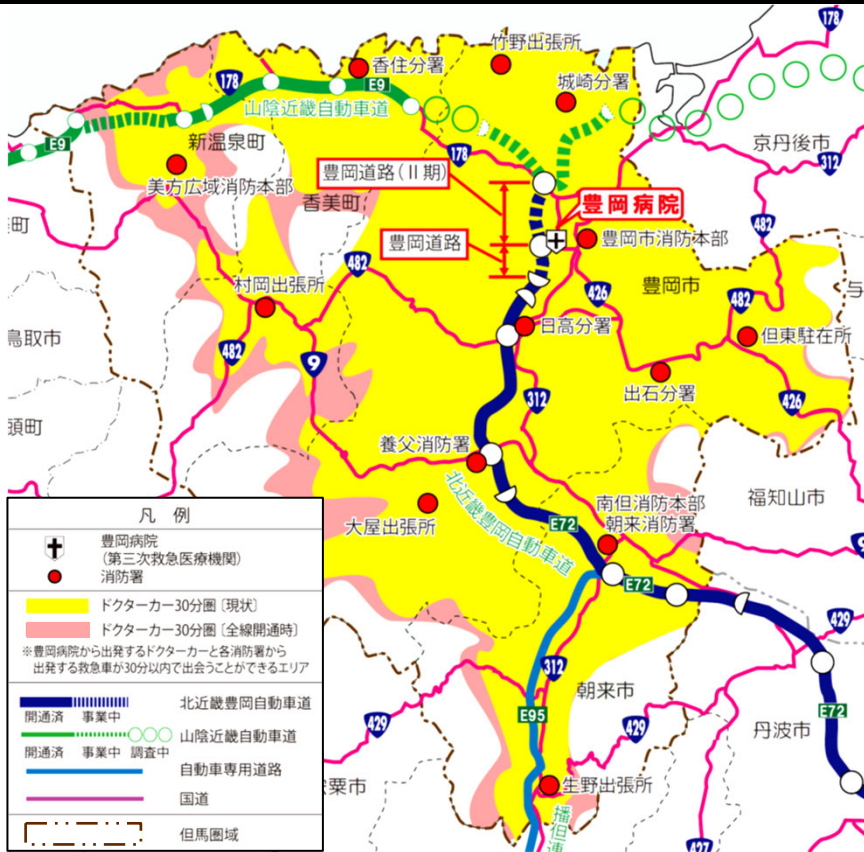 178
竹野出張所
香住分署
178
E9
城崎分署
山陰近畿自動車道
E9
新温泉町
京丹後市
312
178
豊岡道路(Ⅱ期)
美方広域消防本部
香美町
豊岡病院
482
町
豊岡道路
豊岡市消防本部
482
村岡出張所
426
豊岡市
482
与
鳥取市
日高分署
但東駐在所
482
9
出石分署
頭町
312
426
養父消防署
北近畿豊岡自動車道
南但消防本部
朝来消防署
福知山市
大屋出張所
E72
9
E72
429
312
朝来市
E95
E72
429
429
丹波市
粟市
生野出張所
播但連
427
凡 例
豊岡病院
(第三次救急医療機関)
消防署
ドクターカー30分圏〔現状〕
ドクターカー30分圏〔全線開通時〕
※豊岡病院から出発するドクターカーと各消防署から
出発する救急車が30分以内で出会うことができるエリア
北近畿豊岡自動車道
開通済 事業中
山陰近畿自動車道
開通済 事業中 調査中
自動車専用道路
国道
但馬圏域